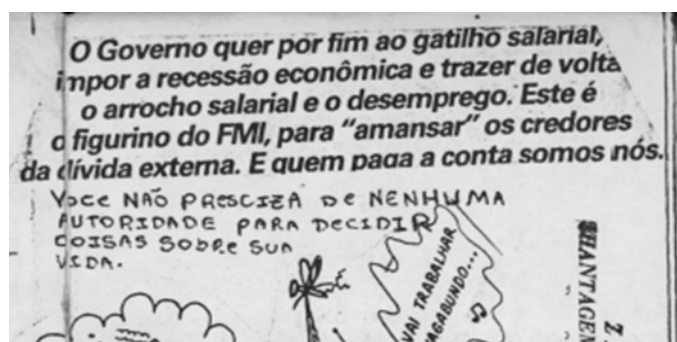 O Governo quer por fim ao gatilho salarial,
impor a recessão econômica e trazer de volta
o arrocho salarial e o desemprego. Este é
o figurino do FMI, para “amansar” os credores
da dívida externa. E quem paga a conta somos nós.
VOCE NÃO PRESCIZA DE NENHUMA
AUTORIDADE PARA DECIDIR
COISAS SOBRE SUA
VIDA.
VAI TRABALHAR
VAGABUNDO...
CHANTAGEM